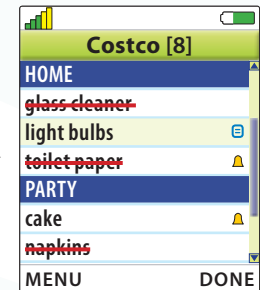 Costco [8]
HOME
glass cleaner
light bulbs
toilet paper
PARTY
cake
napkins
MENU DONE